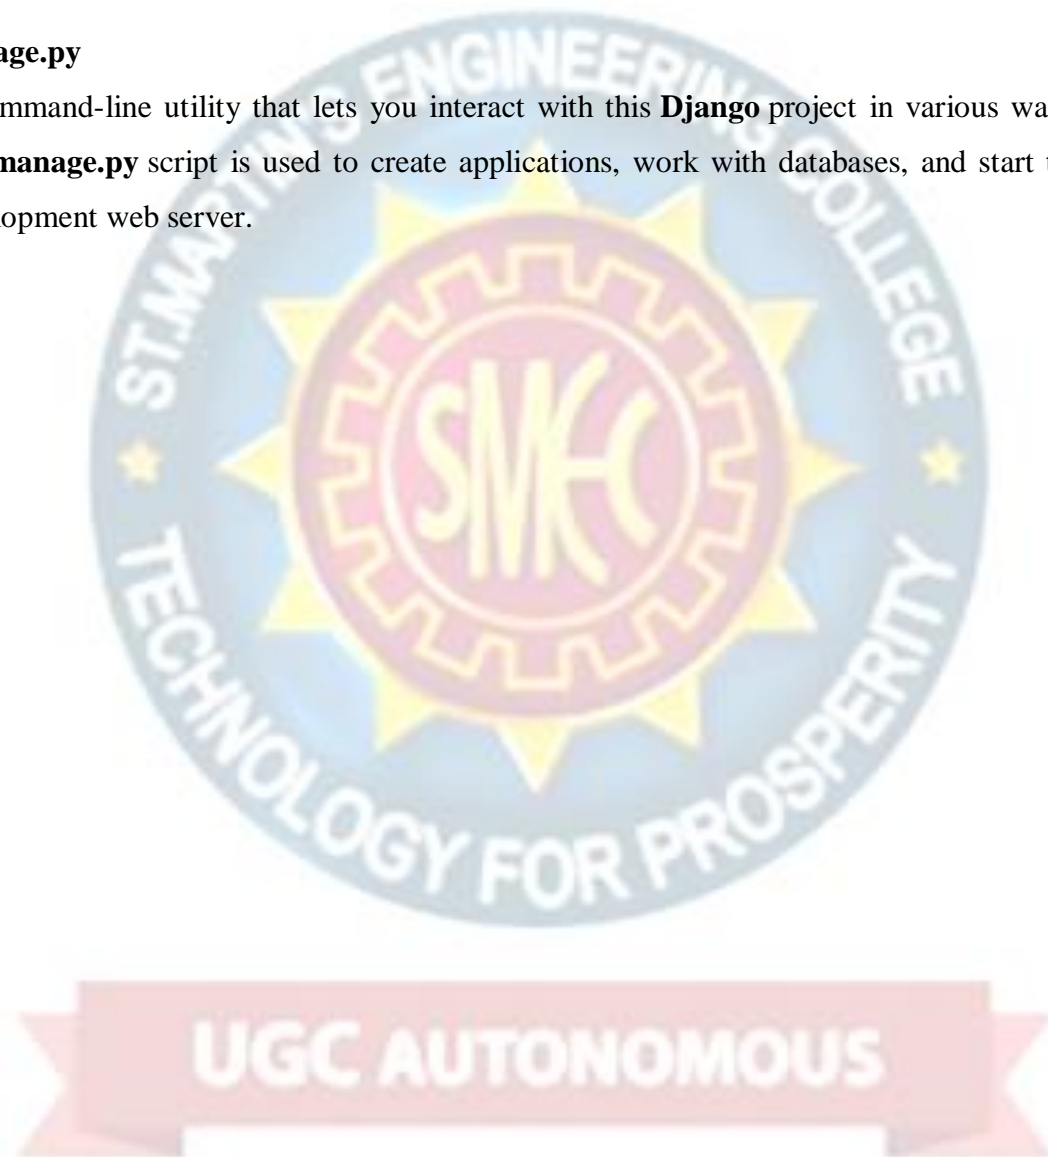 age.py
mmand-line utility that lets you interact with this Django project in various wa
manage.py script is used to create applications, work with databases, and start t
lopment web server.
ST.MARTIN'S ENGINEERING COLLEGE
SMEC
TECHNOLOGY FOR PROSPERITY
UGC AUTONOMOUS